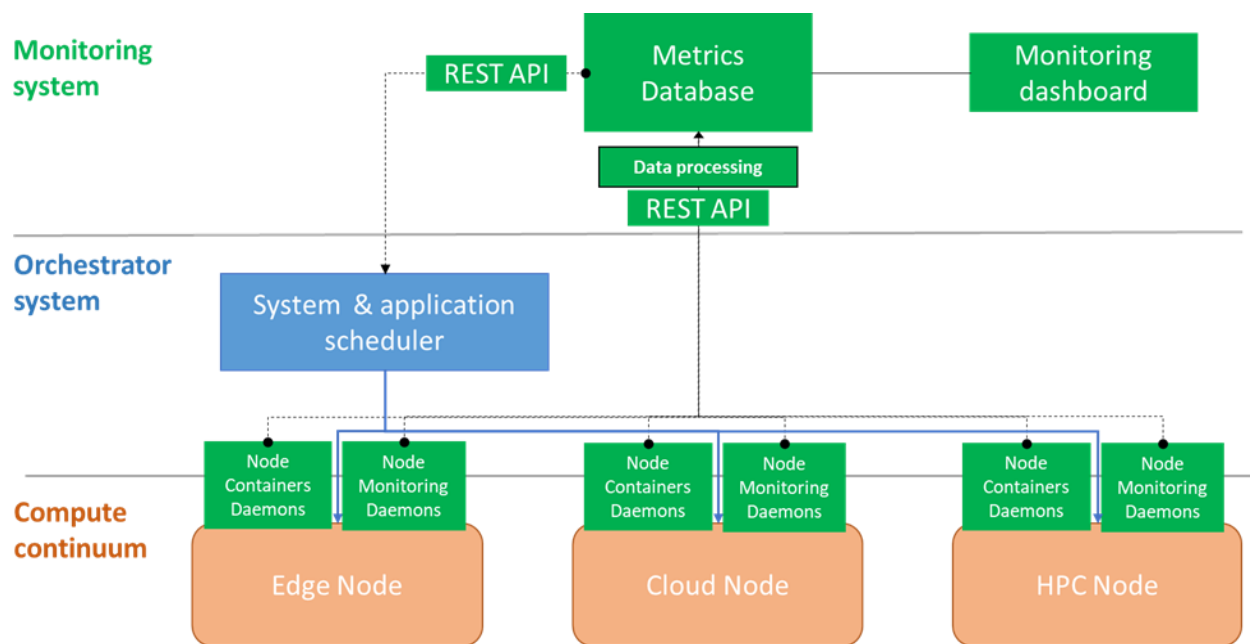 Monitoring
system
REST API
Metrics
Database
Monitoring
dashboard
Data processing
REST API
Orchestrator
system
System & application
scheduler
Node
Containers
Daemons
Node
Monitoring
Daemons
Node
Containers
Daemons
Node
Monitoring
Daemons
Node
Containers
Daemons
Node
Monitoring
Daemons
Compute
continuum
Edge Node
Cloud Node
HPC Node